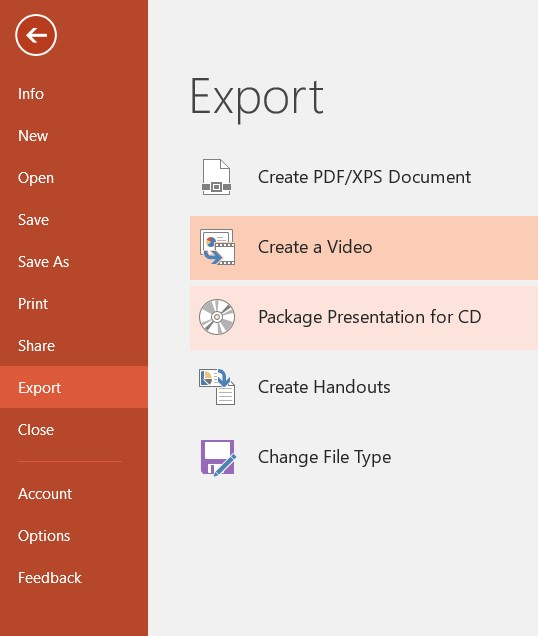 Info
New
Open
Save
Save As
Print
Share
Export
Close
Account
Options
Feedback
Export
Create PDF/XPS Document
Create a Video
Package Presentation for CD
Create Handouts
Change File Type